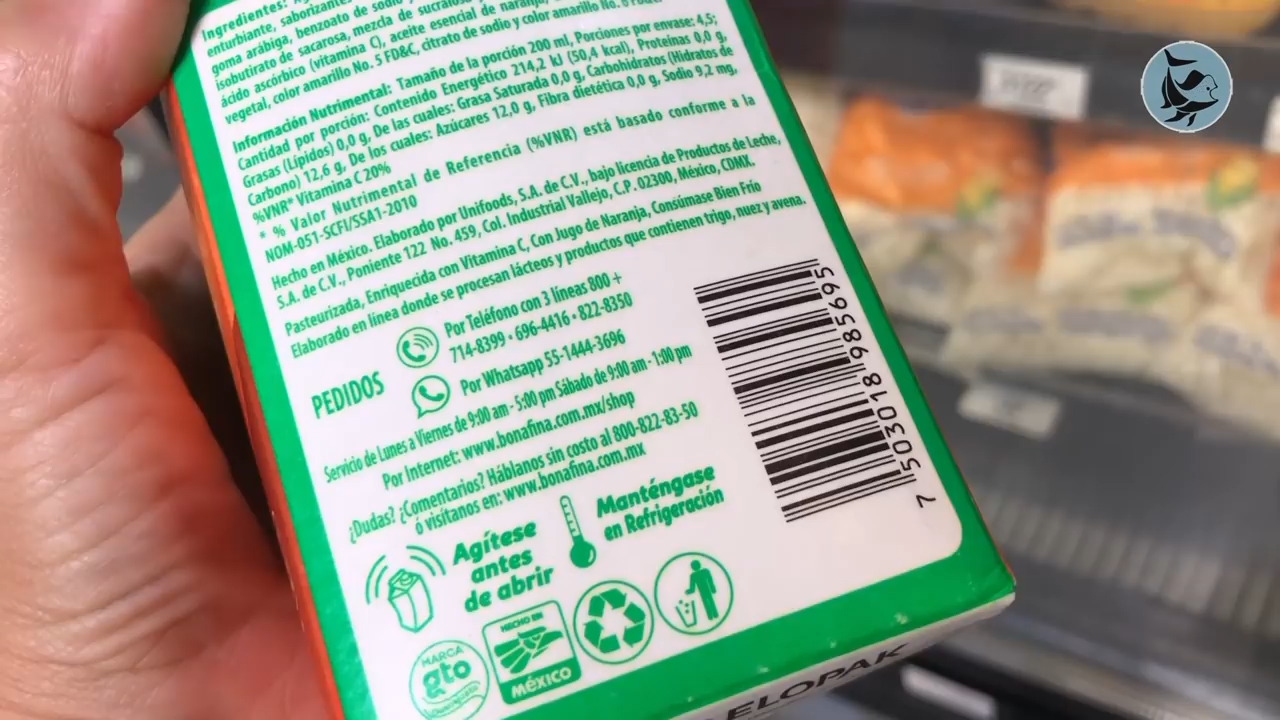 Ingredientes:
enturbiante, saborizantes
goma arábiga, benzoato de sodio
isobutirato de sacarosa, mezcla de sucralosa
ácido ascórbico (vitamina C), aceite esencial de naranja,
vegetal, color amarillo No. 5 FD&C, citrato de sodio y color amarillo No. 6 FD&C
Información Nutrimental: Tamaño de la porción 200 ml, Porciones por envase: 4,5;
Cantidad por porción: Contenido Energético 214,2 kJ (50,4 kcal), Proteínas 0,0 g,
Grasas (Lípidos) 0,0 g, De las cuales: Grasa Saturada 0,0 g, Carbohidratos (Hidratos de
Carbono) 12,6 g, De los cuales: Azúcares 12,0 g, Fibra dietética 0,0 g, Sodio 9,2 mg,
%VNR* Vitamina C 20%
* % Valor Nutrimental de Referencia (%VNR) está basado conforme a la
NOM-051-SCFI/SSA1-2010
Hecho en México. Elaborado por Unifoods, S.A. de C.V., bajo licencia de Productos de Leche,
S.A. de C.V., Poniente 122 No. 459, Col. Industrial Vallejo, C.P. 02300, México, CDMX.
Pasteurizada, Enriquecida con Vitamina C, Con Jugo de Naranja, Consúmase Bien Frío
Elaborado en línea donde se procesan lácteos y productos que contienen trigo, nuez y avena.
PEDIDOS
Por Teléfono con 3 líneas 800 +
714-8399 • 696-4416 • 822-8350
Por Whatsapp 55-1444-3696
Servicio de Lunes a Viernes de 9:00 am - 5:00 pm Sábado de 9:00 am - 1:00 pm
Por Internet: www.bonafina.com.mx/shop
¿Dudas? ¿Comentarios? Háblanos sin costo al 800-822-83-50
ó visítanos en: www.bonafina.com.mx
Agítese
antes
de abrir
Manténgase
en Refrigeración
7 503018 985695
MARCA
gto
HECHO EN
MÉXICO
ELOPAK